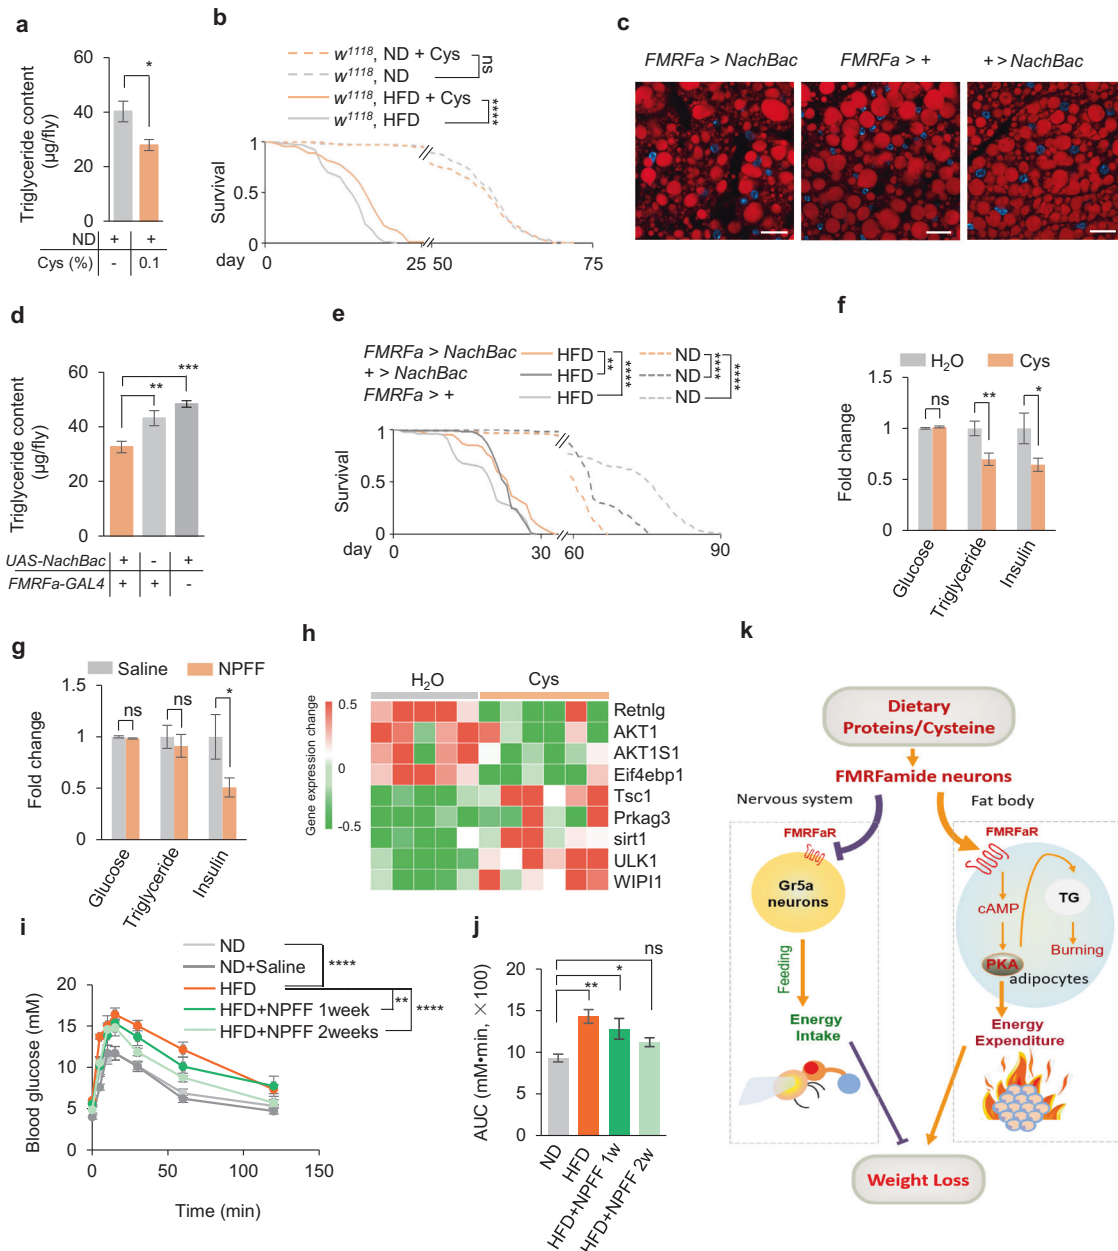 a
60
40
20
0
Triglyceride content
(μg/fly)
*
ND + +
Cys (%) - 0.1
b
w1118, ND + Cys
w1118, ND
ns
w1118, HFD + Cys
w1118, HFD
****
1
0.5
0
Survival
day 0 25 50 75
c
FMRFa > NachBac
FMRFa > +
+ > NachBac
d
60
40
20
0
Triglyceride content
(μg/fly)
**
***
UAS-NachBac + - +
FMRFa-GAL4 + + -
e
FMRFa > NachBac HFD ND
+ > NachBac HFD ND
FMRFa > + HFD ND
**
****
****
****
1
0.5
0
Survival
day 0 30 60 90
f
H2O
Cys
1.5
1
0.5
0
Fold change
ns
**
*
Glucose
Triglyceride
Insulin
g
Saline
NPFF
1.5
1
0.5
0
Fold change
ns
ns
*
Glucose
Triglyceride
Insulin
h
H2O
Cys
0.5
0
-0.5
Gene expression change
Retnlg
AKT1
AKT1S1
Eif4ebp1
Tsc1
Prkag3
sirt1
ULK1
WIPI1
i
ND
ND+Saline
HFD
HFD+NPFF 1week
HFD+NPFF 2weeks
****
**
****
20
15
10
5
0
Blood glucose (mM)
0 50 100 150
Time (min)
j
20
15
10
5
0
AUC (mM•min, ×100)
**
*
ns
ND
HFD
HFD+NPFF 1w
HFD+NPFF 2w
k
Dietary
Proteins/Cysteine
FMRFamide neurons
Nervous system
Fat body
FMRFaR
Gr5a
neurons
Feeding
Energy
Intake
FMRFaR
cAMP
PKA
TG
Burning
adipocytes
Energy
Expenditure
Weight Loss